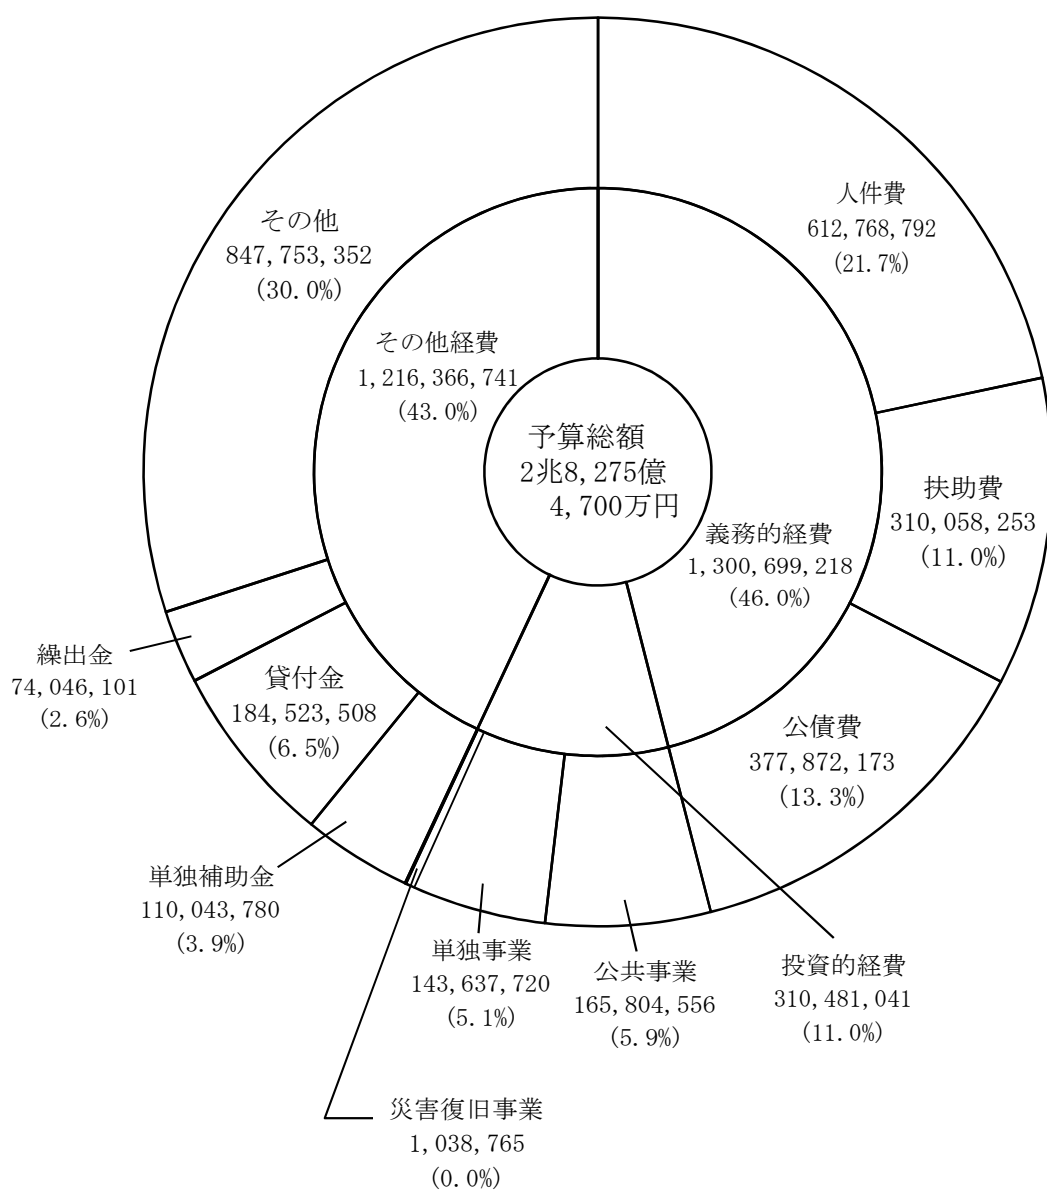 人件費
612,768,792
(21.7%)
その他
847,753,352
(30.0%)
その他経費
1,216,366,741
(43.0%)
予算総額
2兆8,275億
4,700万円
扶助費
310,058,253
(11.0%)
義務的経費
1,300,699,218
(46.0%)
繰出金
74,046,101
(2.6%)
貸付金
184,523,508
(6.5%)
公債費
377,872,173
(13.3%)
単独補助金
110,043,780
(3.9%)
単独事業
143,637,720
(5.1%)
公共事業
165,804,556
(5.9%)
投資的経費
310,481,041
(11.0%)
災害復旧事業
1,038,765
(0.0%)